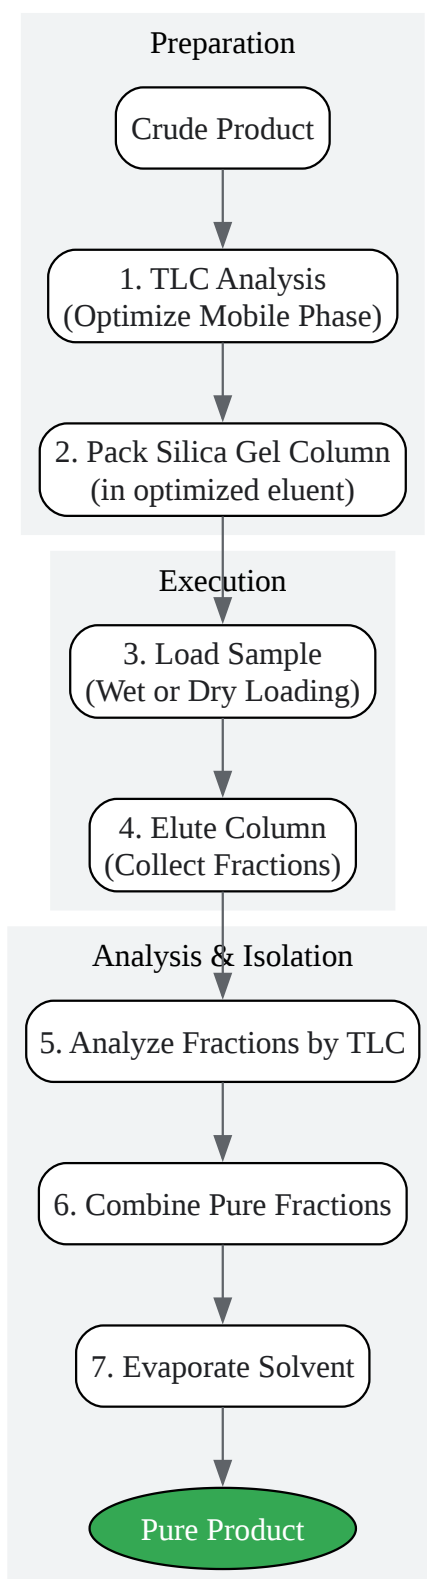 Preparation
Crude Product
1. TLC Analysis
(Optimize Mobile Phase)
2. Pack Silica Gel Column
(in optimized eluent)
Execution
3. Load Sample
(Wet or Dry Loading)
4. Elute Column
(Collect Fractions)
Analysis & Isolation
5. Analyze Fractions by TLC
6. Combine Pure Fractions
7. Evaporate Solvent
Pure Product